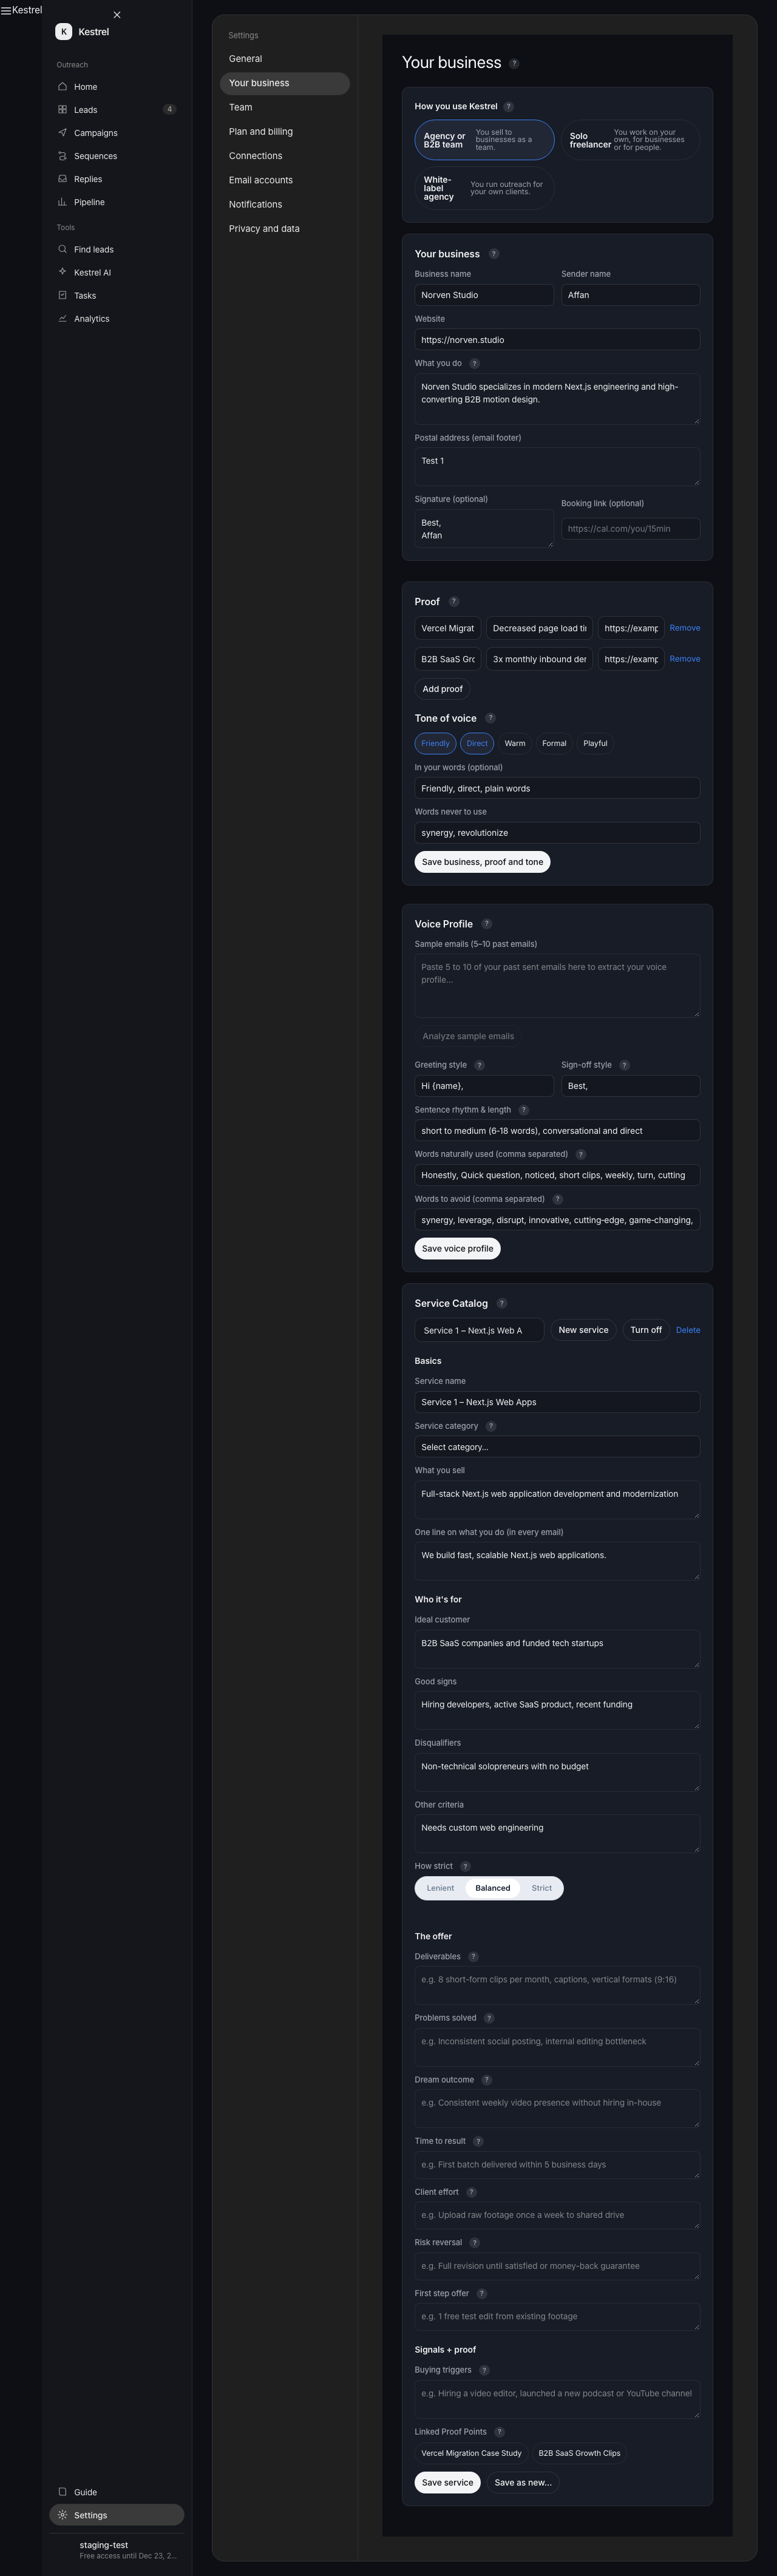 Kestrel
K Kestrel
Outreach
Home
Leads 4
Campaigns
Sequences
Replies
Pipeline
Tools
Find leads
Kestrel AI
Tasks
Analytics
Guide
Settings
staging-test
Free access until Dec 23, 2...
Settings
General
Your business
Team
Plan and billing
Connections
Email accounts
Notifications
Privacy and data
Your business ?
How you use Kestrel ?
Agency or
B2B team
You sell to
businesses as a
team.
Solo
freelancer
You work on your
own, for businesses
or for people.
White-
label
agency
You run outreach for
your own clients.
Your business ?
Business name
Norven Studio
Sender name
Affan
Website
https://norven.studio
What you do ?
Norven Studio specializes in modern Next.js engineering and high-
converting B2B motion design.
Postal address (email footer)
Test 1
Signature (optional)
Best,
Affan
Booking link (optional)
https://cal.com/you/15min
Proof ?
Vercel Migrat Decreased page load tir https://examp Remove
B2B SaaS Grc 3x monthly inbound der https://examp Remove
Add proof
Tone of voice ?
Friendly Direct Warm Formal Playful
In your words (optional)
Friendly, direct, plain words
Words never to use
synergy, revolutionize
Save business, proof and tone
Voice Profile ?
Sample emails (5–10 past emails)
Paste 5 to 10 of your past sent emails here to extract your voice
profile...
Analyze sample emails
Greeting style ?
Hi {name},
Sign-off style ?
Best,
Sentence rhythm & length ?
short to medium (6-18 words), conversational and direct
Words naturally used (comma separated) ?
Honestly, Quick question, noticed, short clips, weekly, turn, cutting
Words to avoid (comma separated) ?
synergy, leverage, disrupt, innovative, cutting-edge, game-changing,
Save voice profile
Service Catalog ?
Service 1 – Next.js Web A New service Turn off Delete
Basics
Service name
Service 1 – Next.js Web Apps
Service category ?
Select category...
What you sell
Full-stack Next.js web application development and modernization
One line on what you do (in every email)
We build fast, scalable Next.js web applications.
Who it's for
Ideal customer
B2B SaaS companies and funded tech startups
Good signs
Hiring developers, active SaaS product, recent funding
Disqualifiers
Non-technical solopreneurs with no budget
Other criteria
Needs custom web engineering
How strict ?
Lenient Balanced Strict
The offer
Deliverables ?
e.g. 8 short-form clips per month, captions, vertical formats (9:16)
Problems solved ?
e.g. Inconsistent social posting, internal editing bottleneck
Dream outcome ?
e.g. Consistent weekly video presence without hiring in-house
Time to result ?
e.g. First batch delivered within 5 business days
Client effort ?
e.g. Upload raw footage once a week to shared drive
Risk reversal ?
e.g. Full revision until satisfied or money-back guarantee
First step offer ?
e.g. 1 free test edit from existing footage
Signals + proof
Buying triggers ?
e.g. Hiring a video editor, launched a new podcast or YouTube channel
Linked Proof Points ?
Vercel Migration Case Study B2B SaaS Growth Clips
Save service Save as new...